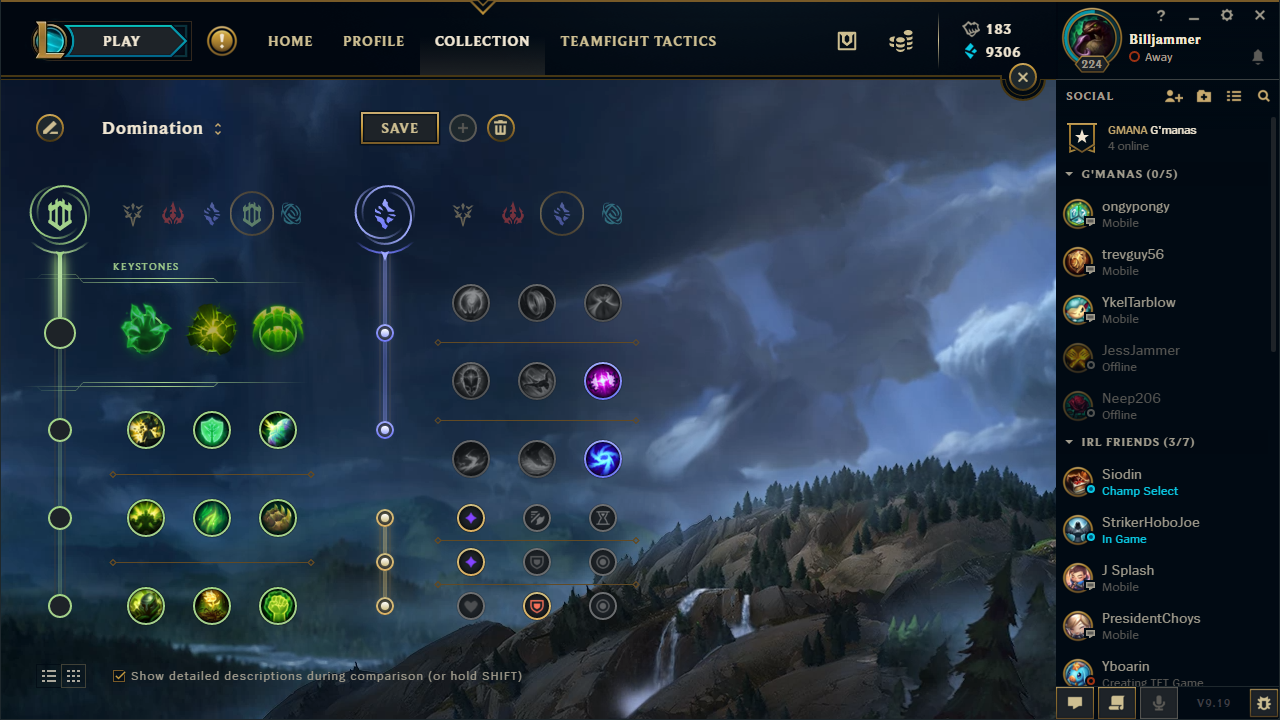 PLAY
HOME
PROFILE
COLLECTION
TEAMFIGHT TACTICS
183
9306
224
Billjammer
Away
Domination
SAVE
KEYSTONES
Show detailed descriptions during comparison (or hold SHIFT)
SOCIAL
GMANA G'manas
4 online
G'MANAS (0/5)
ongypongy
Mobile
trevguy56
Mobile
YkelTarblow
Mobile
JessJammer
Offline
Neep206
Offline
IRL FRIENDS (3/7)
Siodin
Champ Select
StrikerHoboJoe
In Game
J Splash
Mobile
PresidentChoys
Mobile
Yboarin
Creating TFT Game
V9.19